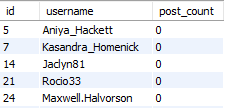 id username post_count
5 Aniya_Hackett 0
7 Kasandra_Homenick 0
14 Jaclyn81 0
21 Rocio33 0
24 Maxwell.Halvorson 0